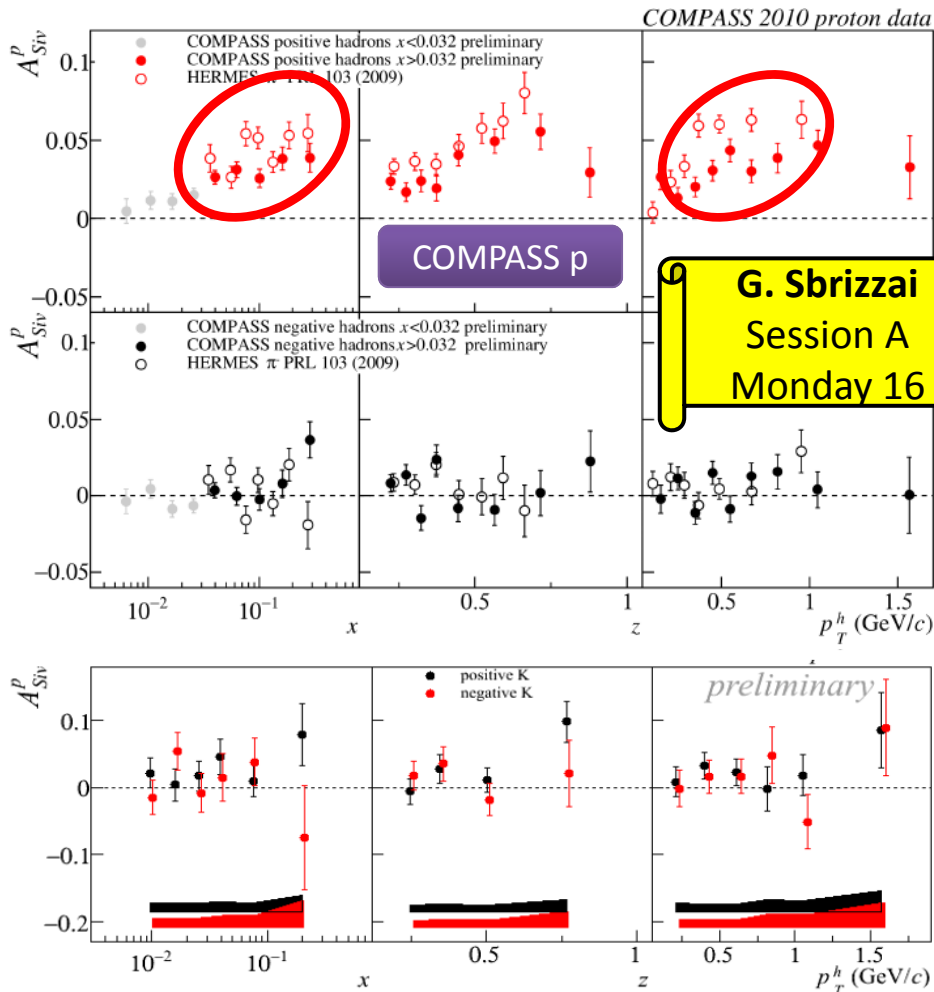 COMPASS 2010 proton data
A^p_Siv
COMPASS positive hadrons x<0.032 preliminary
COMPASS positive hadrons x>0.032 preliminary
HERMES PRL 103 (2009)
0.1
0.05
0
−0.05
COMPASS p
G. Sbrizzai
Session A
Monday 16
A^p_Siv
COMPASS negative hadrons x<0.032 preliminary
COMPASS negative hadrons x>0.032 preliminary
HERMES π⁻ PRL 103 (2009)
0.1
0.05
0
−0.05
10⁻² 10⁻¹ 0.5 1 0.5 1 1.5
x z p_T^h (GeV/c)
A^p_Siv
positive K
negative K
preliminary
0.1
0
−0.1
−0.2
10⁻² 10⁻¹ 0.5 1 0.5 1 1.5
x z p_T^h (GeV/c)